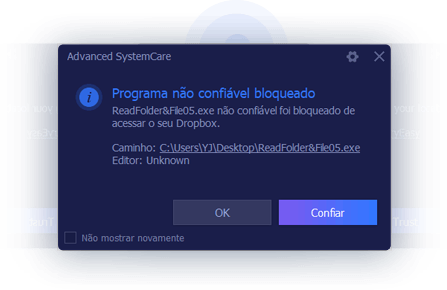 Advanced SystemCare
Programa não confiável bloqueado
ReadFolder&File05.exe não confiável foi bloqueado de
acessar o seu Dropbox.
Caminho: C:\Users\YJ\Desktop\ReadFolder&File05.exe
Editor: Unknown
OK
Confiar
Não mostrar novamente